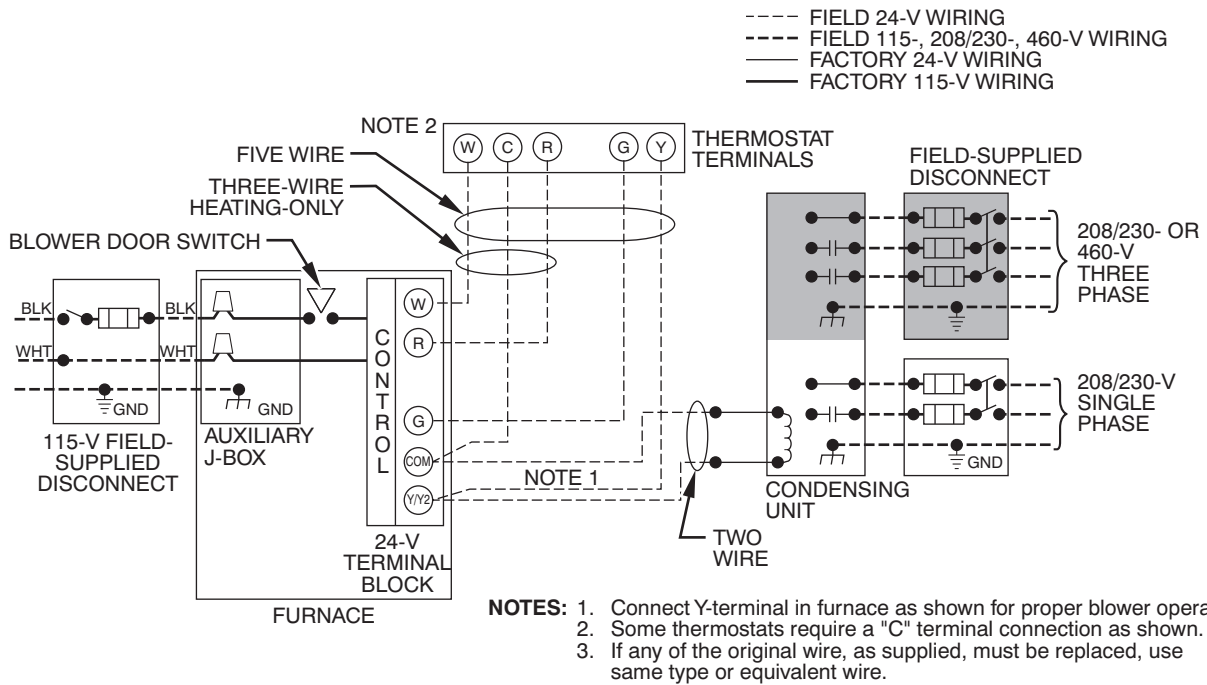 FIELD 24-V WIRING
FIELD 115-, 208/230-, 460-V WIRING
FACTORY 24-V WIRING
FACTORY 115-V WIRING
NOTE 2
W C R G Y
THERMOSTAT
TERMINALS
FIVE WIRE
THREE-WIRE
HEATING-ONLY
BLOWER DOOR SWITCH
FIELD-SUPPLIED
DISCONNECT
208/230- OR
460-V
THREE
PHASE
BLK
BLK
WHT
WHT
GND
GND
115-V FIELD-
SUPPLIED
DISCONNECT
AUXILIARY
J-BOX
C
O
N
T
R
O
L
W
R
G
COM
Y/Y2
24-V
TERMINAL
BLOCK
FURNACE
NOTE 1
TWO
WIRE
CONDENSING
UNIT
208/230-V
SINGLE
PHASE
GND
NOTES: 1. Connect Y-terminal in furnace as shown for proper blower opera
2. Some thermostats require a "C" terminal connection as shown.
3. If any of the original wire, as supplied, must be replaced, use
same type or equivalent wire.